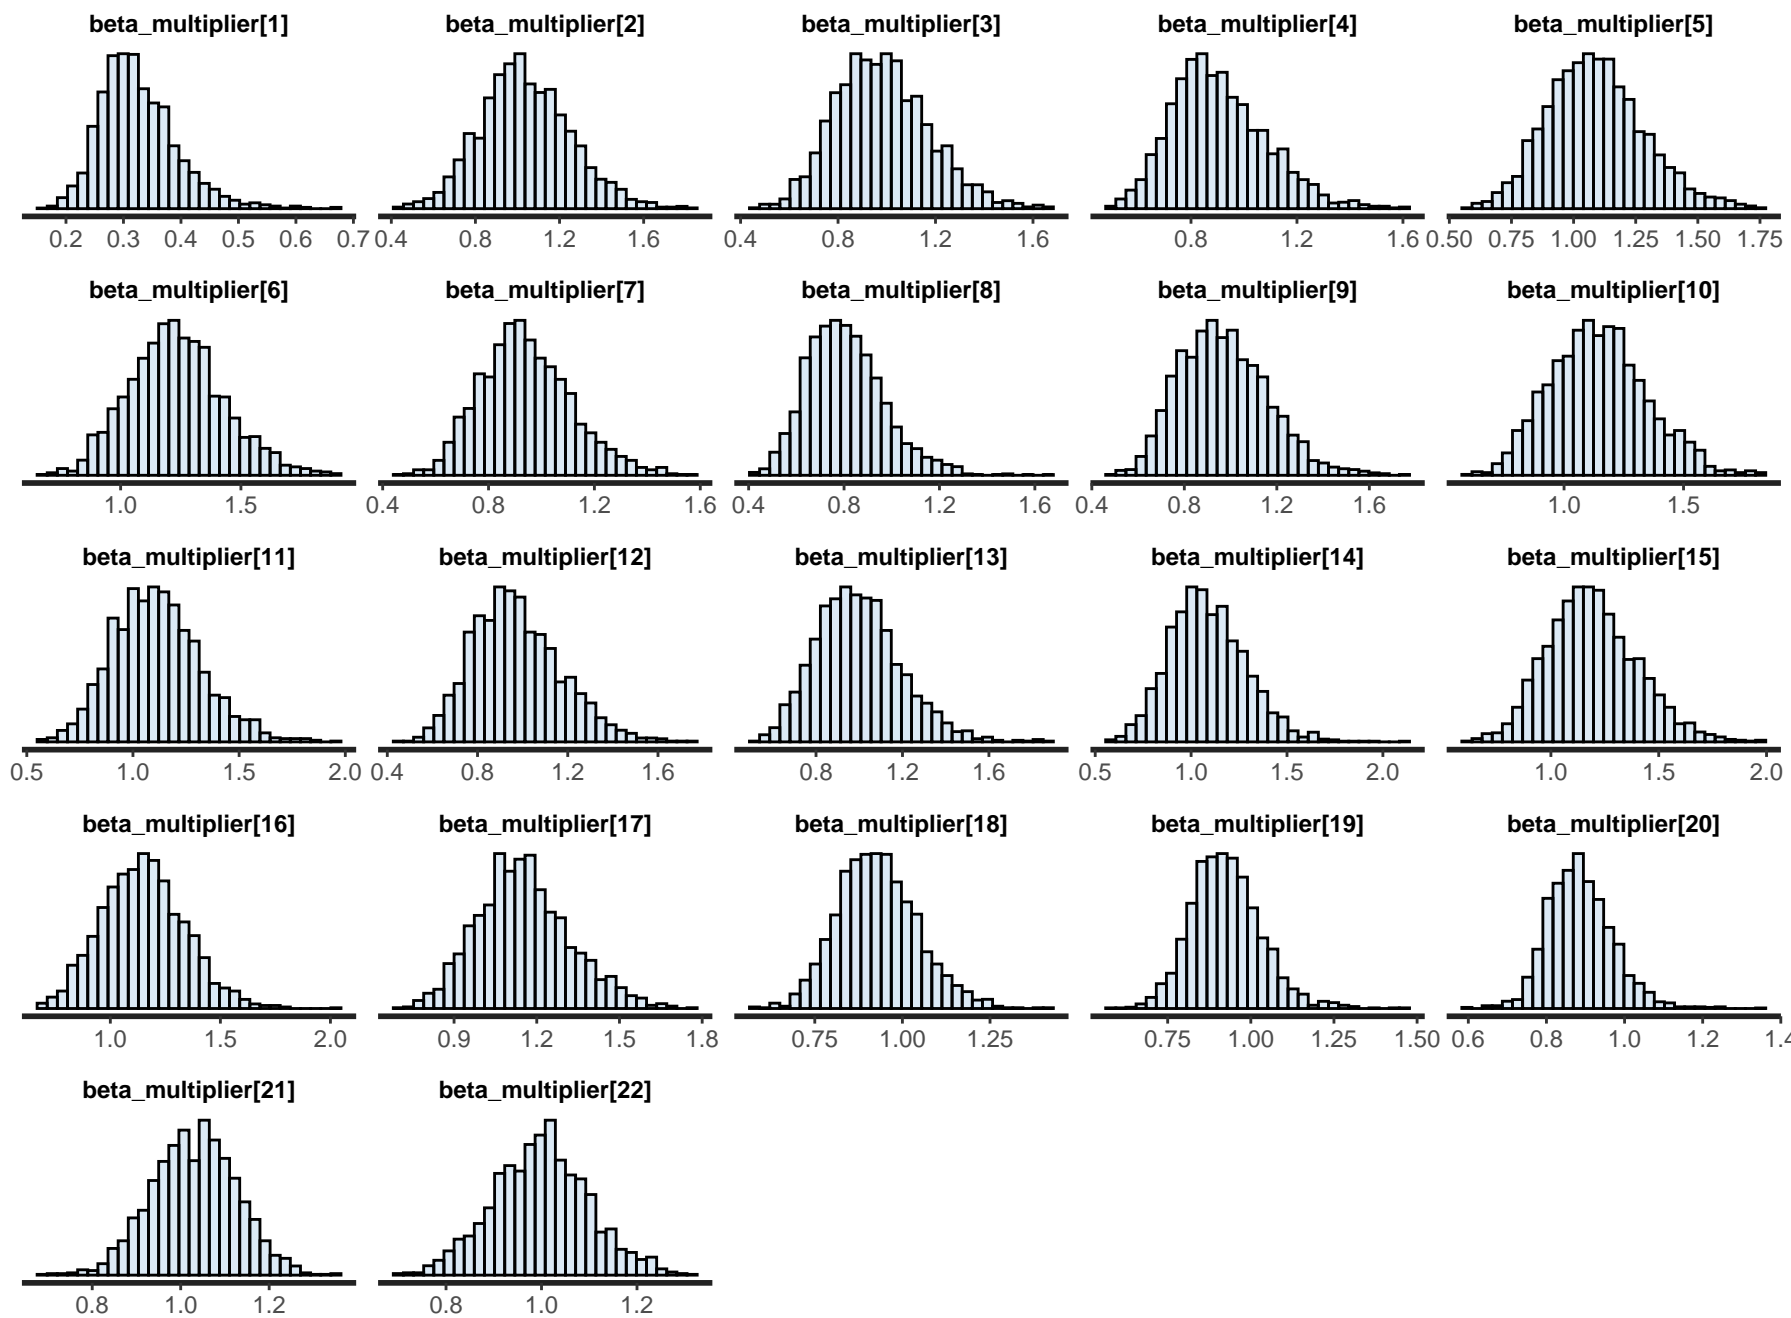 beta_multiplier[1] beta_multiplier[2] beta_multiplier[3] beta_multiplier[4] beta_multiplier[5]
0.2 0.3 0.4 0.5 0.6 0.7 0.4 0.8 1.2 1.6 0.4 0.8 1.2 1.6 0.8 1.2 1.6 0.50 0.75 1.00 1.25 1.50 1.75
beta_multiplier[6] beta_multiplier[7] beta_multiplier[8] beta_multiplier[9] beta_multiplier[10]
1.0 1.5 0.4 0.8 1.2 1.6 0.4 0.8 1.2 1.6 0.4 0.8 1.2 1.6 1.0 1.5
beta_multiplier[11] beta_multiplier[12] beta_multiplier[13] beta_multiplier[14] beta_multiplier[15]
0.5 1.0 1.5 2.0 0.4 0.8 1.2 1.6 0.8 1.2 1.6 0.5 1.0 1.5 2.0 1.0 1.5 2.0
beta_multiplier[16] beta_multiplier[17] beta_multiplier[18] beta_multiplier[19] beta_multiplier[20]
1.0 1.5 2.0 0.9 1.2 1.5 1.8 0.75 1.00 1.25 0.75 1.00 1.25 1.50 0.6 0.8 1.0 1.2 1.4
beta_multiplier[21] beta_multiplier[22]
0.8 1.0 1.2 0.8 1.0 1.2